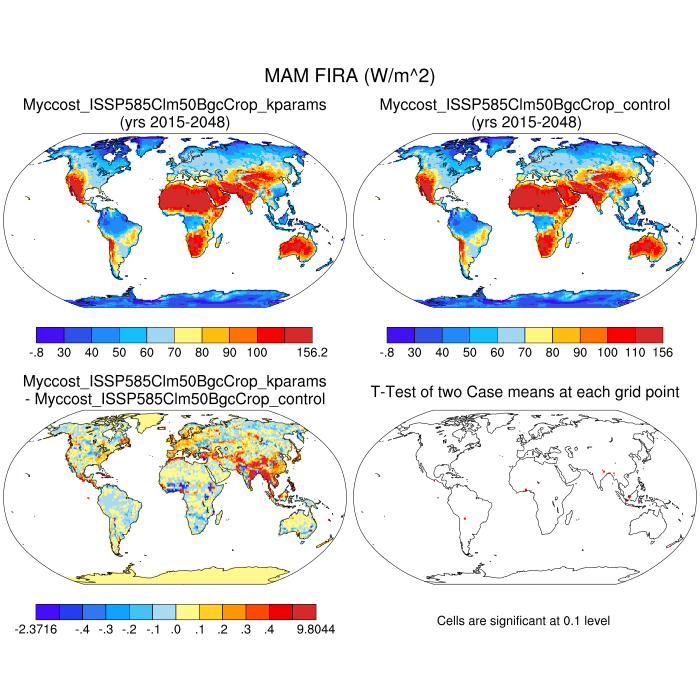 MAM FIRA (W/m^2)
Myccost_ISSP585Clm50BgcCrop_kparams
(yrs 2015-2048)
Myccost_ISSP585Clm50BgcCrop_control
(yrs 2015-2048)
-.8 30 40 50 60 70 80 90 100 156.2
-.8 30 40 50 60 70 80 90 100 110 156
Myccost_ISSP585Clm50BgcCrop_kparams
- Myccost_ISSP585Clm50BgcCrop_control
T-Test of two Case means at each grid point
-2.3716 -.4 -.3 -.2 -.1 .0 .1 .2 .3 .4 9.8044
Cells are significant at 0.1 level